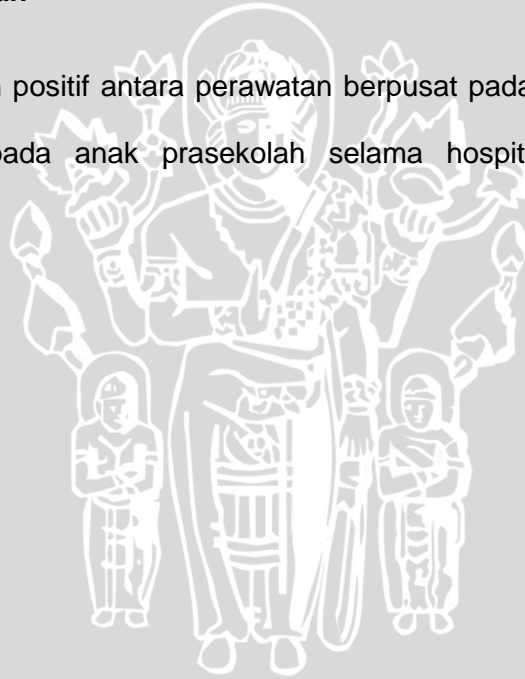 positif antara perawatan berpusat pada
pada anak prasekolah selama hospit